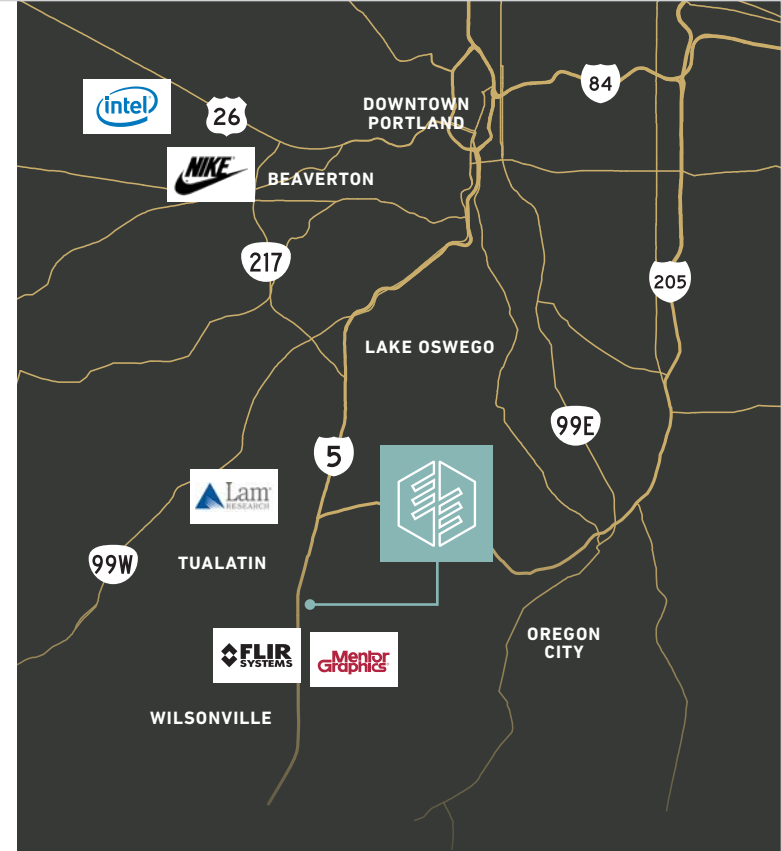 84
intel
26
DOWNTOWN
PORTLAND
NIKE
BEAVERTON
217
205
LAKE OSWEGO
99E
5
Lam
RESEARCH
99W
TUALATIN
OREGON
CITY
FLIR
SYSTEMS
Mentor
Graphics
WILSONVILLE